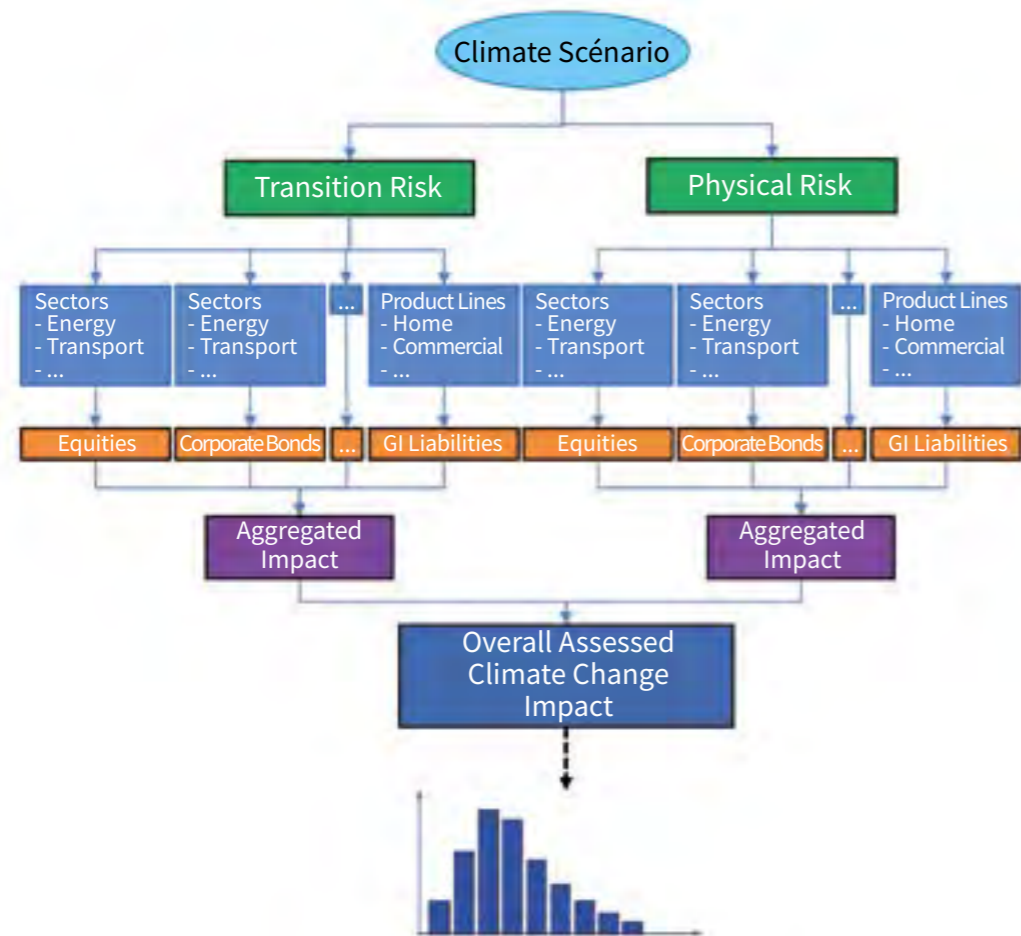 Climate Scénario
Transition Risk
Physical Risk
Sectors
- Energy
- Transport
- ...
Sectors
- Energy
- Transport
- ...
...
Product Lines
- Home
- Commercial
- ...
Sectors
- Energy
- Transport
- ...
Sectors
- Energy
- Transport
- ...
...
Product Lines
- Home
- Commercial
- ...
Equities
Corporate Bonds
...
GI Liabilities
Equities
Corporate Bonds
...
GI Liabilities
Aggregated
Impact
Aggregated
Impact
Overall Assessed
Climate Change
Impact